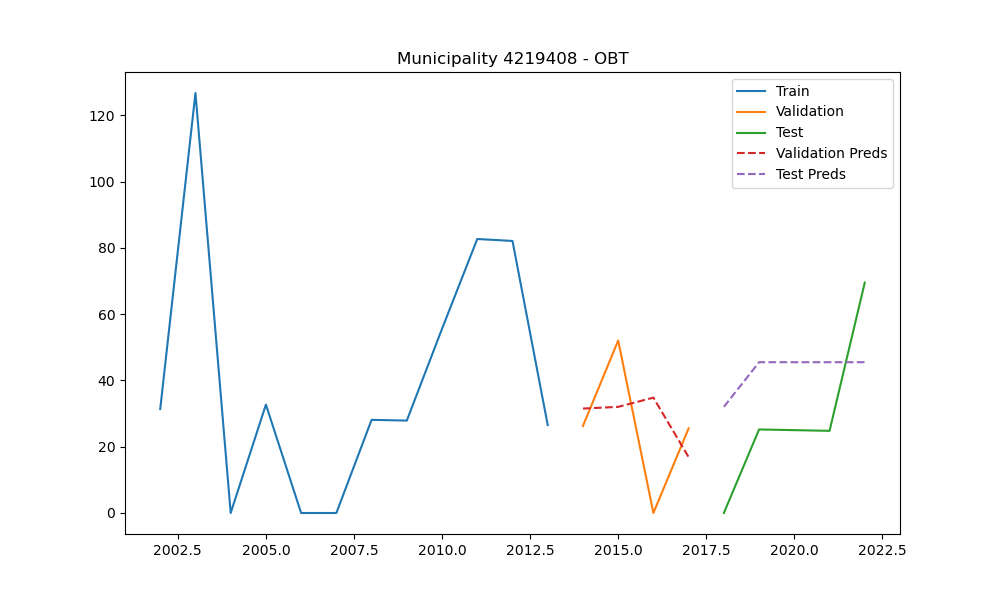 Municipality 4219408 - OBT
Train
Validation
Test
Validation Preds
Test Preds
120
100
80
60
40
20
0
2002.5 2005.0 2007.5 2010.0 2012.5 2015.0 2017.5 2020.0 2022.5